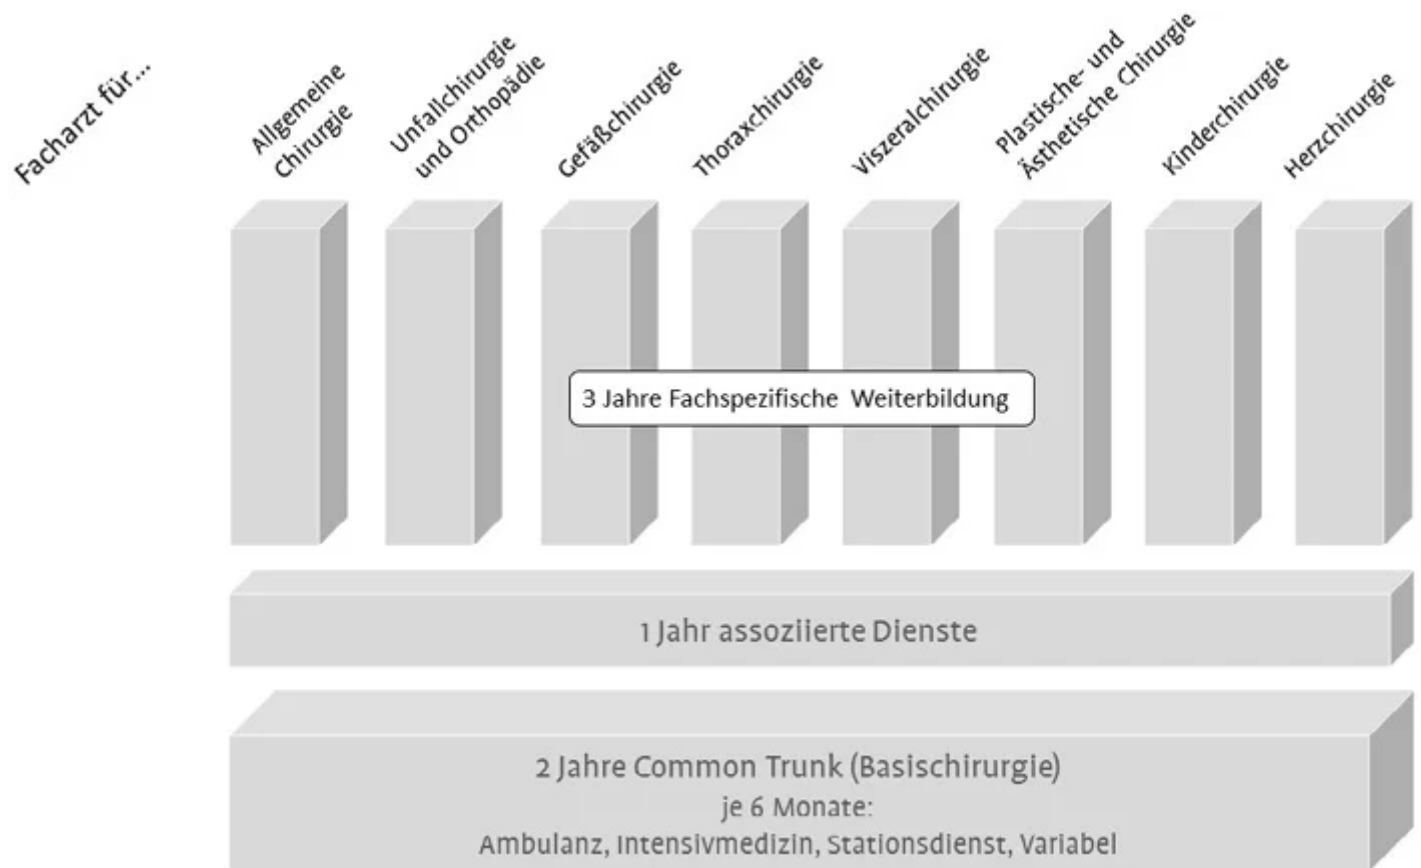 Facharzt für...
Allgemeine
Chirurgie
Unfallchirurgie
und Orthopädie
Gefäßchirurgie
Thoraxchirurgie
Viszeralchirurgie
Plastische- und
Ästhetische Chirurgie
Kinderchirurgie
Herzchirurgie
3 Jahre Fachspezifische Weiterbildung
1 Jahr assoziierte Dienste
2 Jahre Common Trunk (Basischirurgie)
je 6 Monate:
Ambulanz, Intensivmedizin, Stationsdienst, Variabel